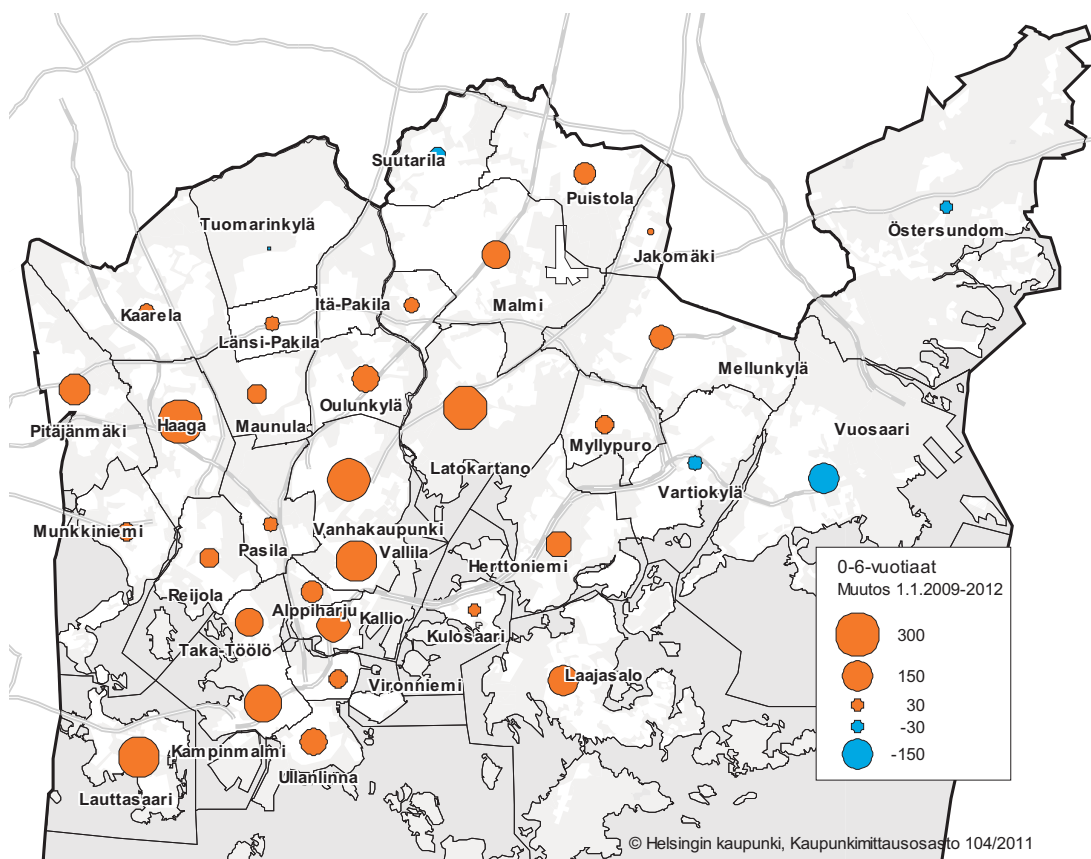 Suutarila
Puistola
Tuomarinkylä
Östersundom
Jakomäki
Itä-Pakila
Malmi
Kaarela
Länsi-Pakila
Mellunkylä
Oulunkylä
Pitäjänmäki
Haaga
Maunula
Myllypuro
Vuosaari
Latokartano
Vartiokylä
Munkkiniemi
Pasila
Vanhakaupunki
Vallila
Herttoniemi
Reijola
Alppiharju
Kallio
Kulosaari
Taka-Töölö
Laajasalo
Vironniemi
Kampinmalmi
Ullanlinna
Lauttasaari
0-6-vuotiaat
Muutos 1.1.2009-2012
300
150
30
-30
-150
© Helsingin kaupunki, Kaupunkimittausosasto 104/2011